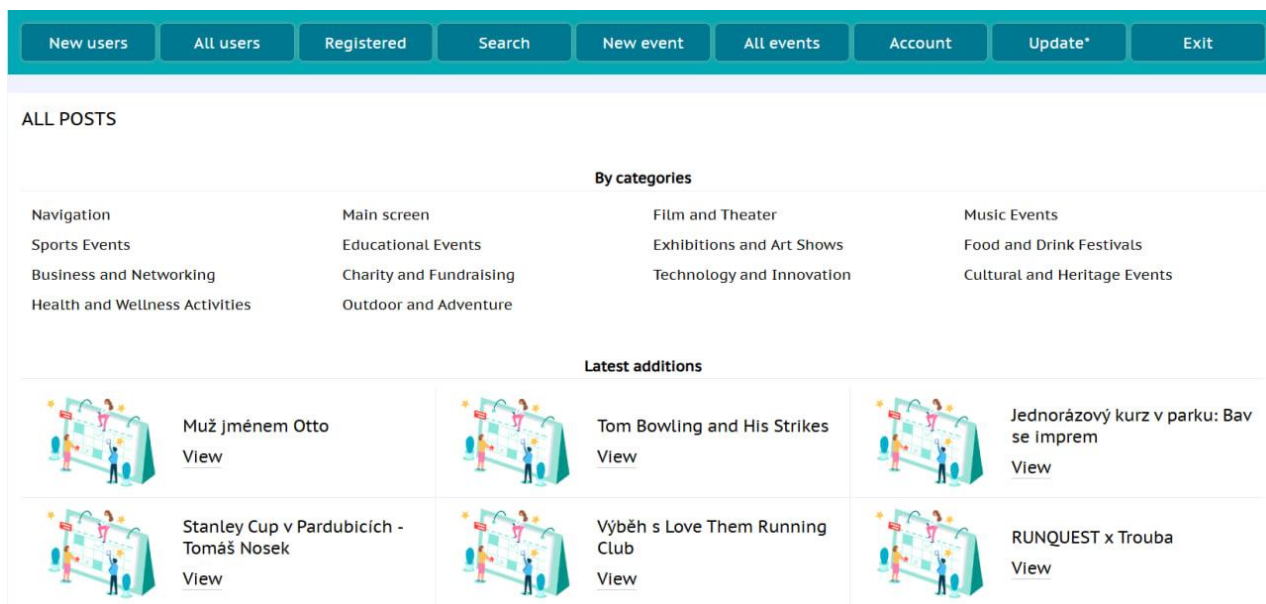 New users All users Registered Search New event All events Account Update* Exit
ALL POSTS
By categories
Navigation Main screen Film and Theater Music Events
Sports Events Educational Events Exhibitions and Art Shows Food and Drink Festivals
Business and Networking Charity and Fundraising Technology and Innovation Cultural and Heritage Events
Health and Wellness Activities Outdoor and Adventure
Latest additions
Muž jménem Otto
View
Tom Bowling and His Strikes
View
Jednorázový kurz v parku: Bav
se imprem
View
Stanley Cup v Pardubicích -
Tomáš Nosek
View
Výběh s Love Them Running
Club
View
RUNQUEST x Trouba
View